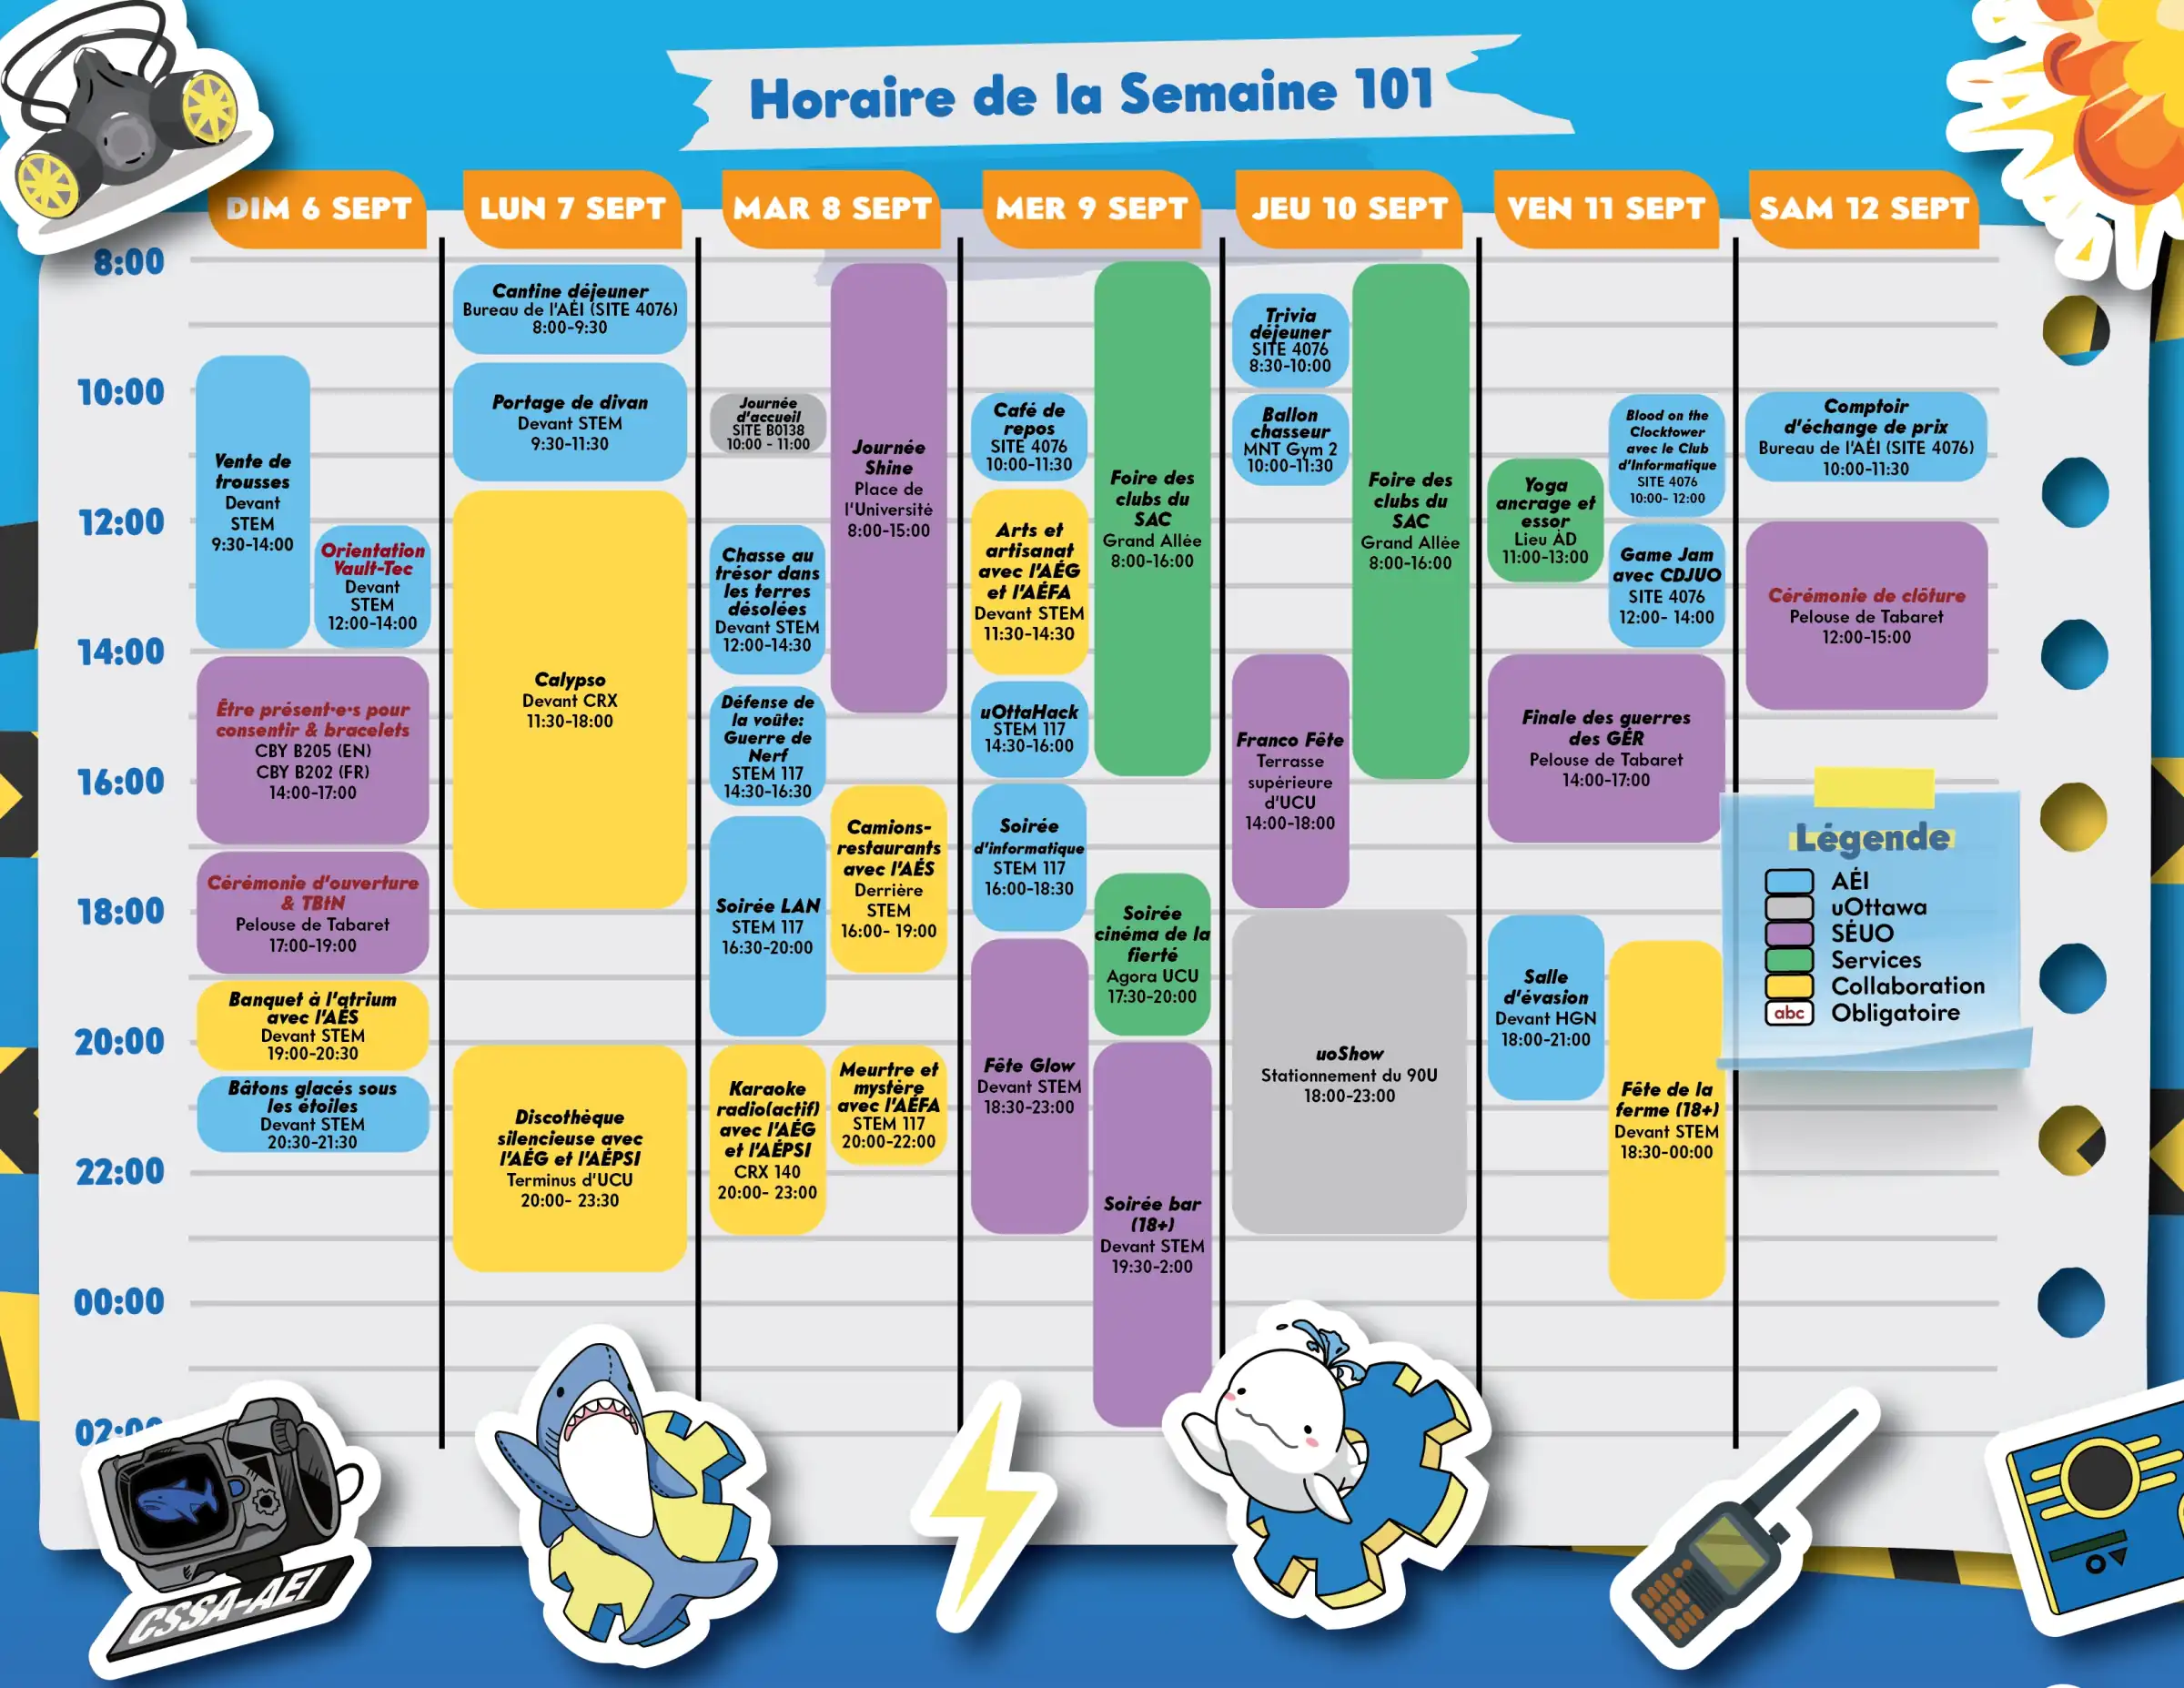 Horaire de la Semaine 101
DIM 6 SEPT
LUN 7 SEPT
MAR 8 SEPT
MER 9 SEPT
JEU 10 SEPT
VEN 11 SEPT
SAM 12 SEPT
8:00
10:00
12:00
14:00
16:00
18:00
20:00
22:00
00:00
02:00
Vente de
trousses
Devant
STEM
9:30-14:00
Orientation
Vault-Tec
Devant
STEM
12:00-14:00
Être présent·e·s pour
consentir & bracelets
CBY B205 (EN)
CBY B202 (FR)
14:00-17:00
Cérémonie d'ouverture
& TBtN
Pelouse de Tabaret
17:00-19:00
Banquet à l'atrium
avec l'AÉS
Devant STEM
19:00-20:30
Bâtons glacés sous
les étoiles
Devant STEM
20:30-21:30
Cantine déjeuner
Bureau de l'AÉI (SITE 4076)
8:00-9:30
Portage de divan
Devant STEM
9:30-11:30
Calypso
Devant CRX
11:30-18:00
Discothèque
silencieuse avec
l'AÉG et l'AÉPSI
Terminus d'UCU
20:00- 23:30
Journée
d'accueil
SITE B0138
10:00 - 11:00
Journée
Shine
Place de
l'Université
8:00-15:00
Chasse au
trésor dans
les terres
désolées
Devant STEM
12:00-14:30
Défense de
la voûte:
Guerre de
Nerf
STEM 117
14:30-16:30
Soirée LAN
STEM 117
16:30-20:00
Camions-
restaurants
avec l'AÉS
Derrière
STEM
16:00- 19:00
Karaoke
radio(actif)
avec l'AÉG
et l'AÉPSI
CRX 140
20:00- 23:00
Meurtre et
mystère
avec l'AÉFA
STEM 117
20:00-22:00
Café de
repos
SITE 4076
10:00-11:30
Arts et
artisanat
avec l'AÉG
et l'AÉFA
Devant STEM
11:30-14:30
uOttaHack
STEM 117
14:30-16:00
Soirée
d'informatique
STEM 117
16:00-18:30
Fête Glow
Devant STEM
18:30-23:00
Foire des
clubs du
SAC
Grand Allée
8:00-16:00
Soirée
cinéma de la
fierté
Agora UCU
17:30-20:00
Soirée bar
(18+)
Devant STEM
19:30-2:00
Trivia
déjeuner
SITE 4076
8:30-10:00
Ballon
chasseur
MNT Gym 2
10:00-11:30
Foire des
clubs du
SAC
Grand Allée
8:00-16:00
Franco Fête
Terrasse
supérieure
d'UCU
14:00-18:00
uoShow
Stationnement du 90U
18:00-23:00
Yoga
ancrage et
essor
Lieu ÀD
11:00-13:00
Blood on the
Clocktower
avec le Club
d'Informatique
SITE 4076
10:00- 12:00
Game Jam
avec CDJUO
SITE 4076
12:00- 14:00
Finale des guerres
des GÉR
Pelouse de Tabaret
14:00-17:00
Salle
d'évasion
Devant HGN
18:00-21:00
Fête de la
ferme (18+)
Devant STEM
18:30-00:00
Comptoir
d'échange de prix
Bureau de l'AÉI (SITE 4076)
10:00-11:30
Cérémonie de clôture
Pelouse de Tabaret
12:00-15:00
Légende
AÉI
uOttawa
SÉUO
Services
Collaboration
abc Obligatoire
CSSA-AEI